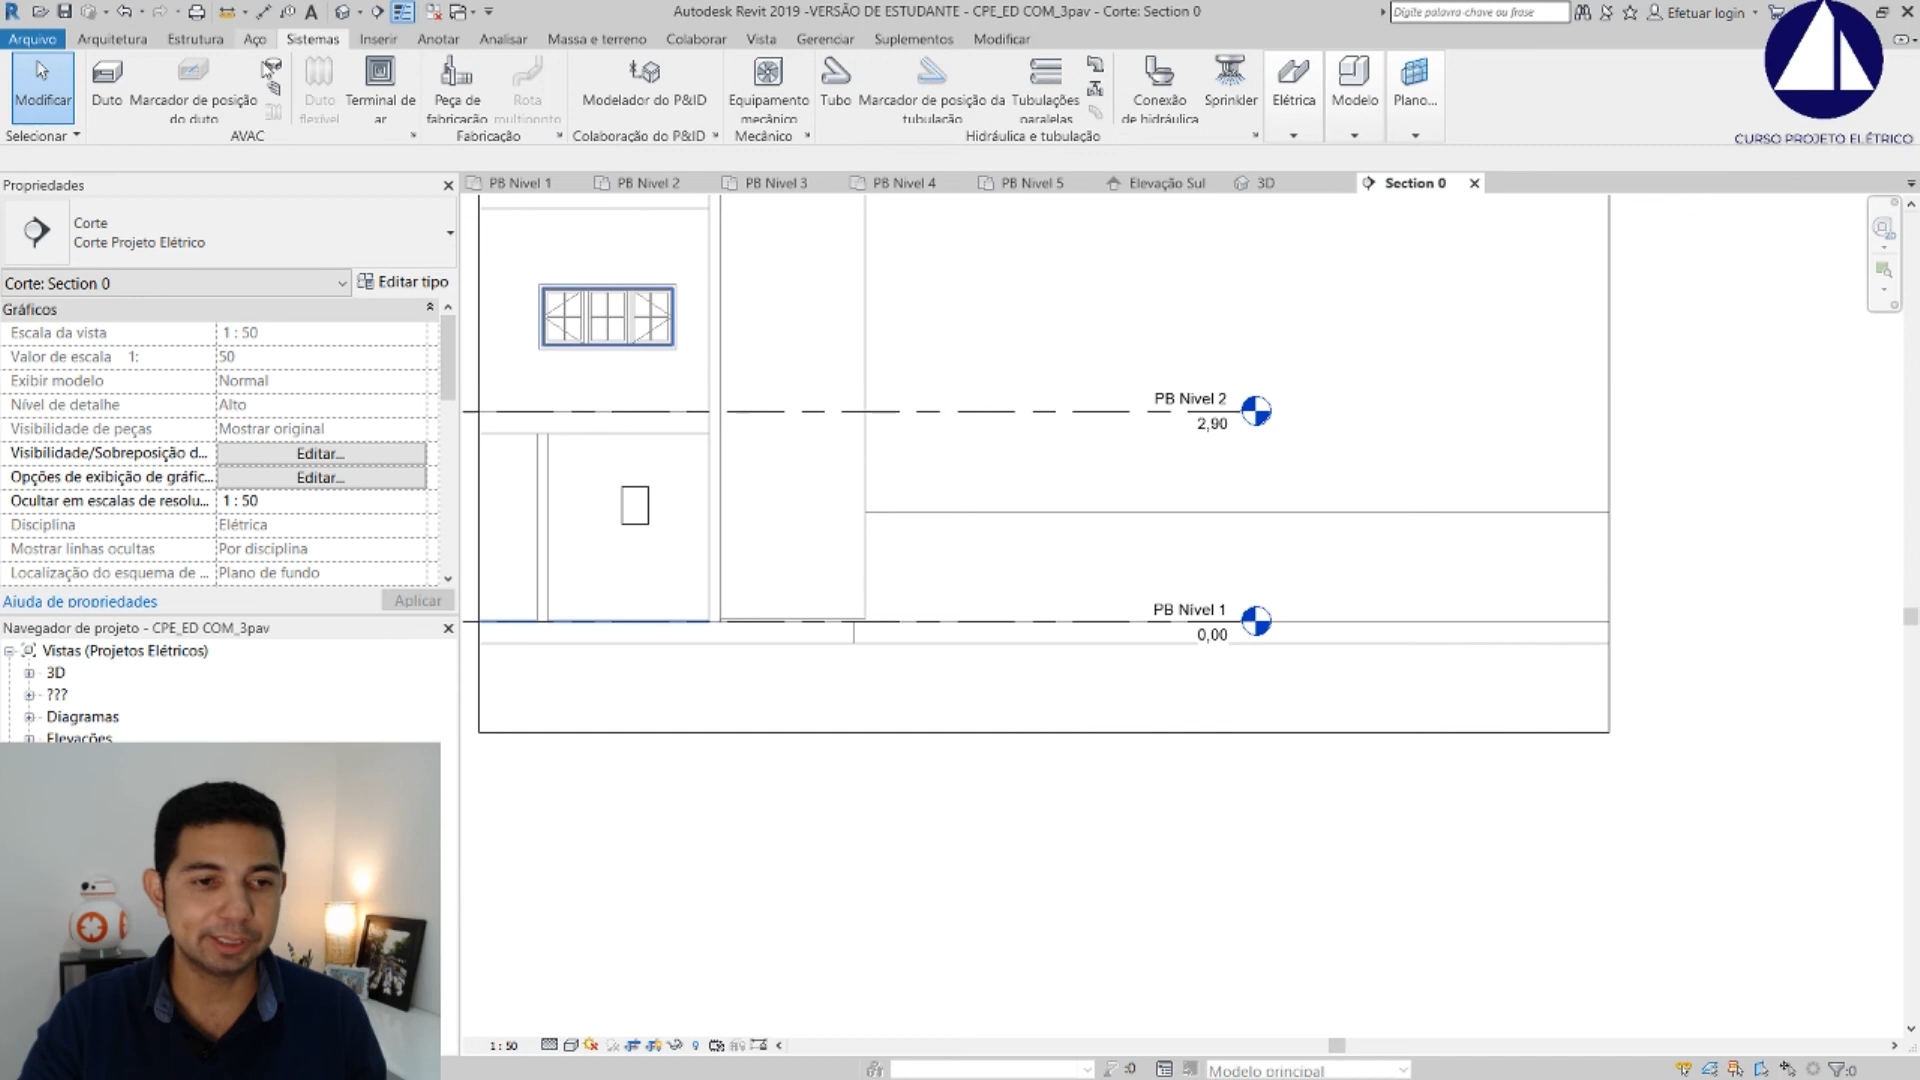 Autodesk Revit 2019 -VERSÃO DE ESTUDANTE - CPE_ED COM_3pav - Corte: Section 0
Digite palavra-chave ou frase
Efetuar login
Arquivo Arquitetura Estrutura Aço Sistemas Inserir Anotar Analisar Massa e terreno Colaborar Vista Gerenciar Suplementos Modificar
Modificar Duto Marcador de posição do duto Duto flexível Terminal de ar Peça de fabricação Rota multiponto Modelador do P&ID Equipamento mecânico Tubo Marcador de posição da tubulação Tubulações paralelas Conexão de hidráulica Sprinkler Elétrica Modelo Plano...
Selecionar AVAC Fabricação Colaboração do P&ID Mecânico Hidráulica e tubulação
CURSO PROJETO ELÉTRICO
PB Nivel 1 PB Nivel 2 PB Nivel 3 PB Nivel 4 PB Nivel 5 Elevação Sul 3D Section 0
Propriedades
Corte
Corte Projeto Elétrico
Corte: Section 0 Editar tipo
Gráficos
Escala da vista 1 : 50
Valor de escala 1: 50
Exibir modelo Normal
Nível de detalhe Alto
Visibilidade de peças Mostrar original
Visibilidade/Sobreposição d... Editar...
Opções de exibição de gráfic... Editar...
Ocultar em escalas de resolu... 1 : 50
Disciplina Elétrica
Mostrar linhas ocultas Por disciplina
Localização do esquema de ... Plano de fundo
Ajuda de propriedades Aplicar
Navegador de projeto - CPE_ED COM_3pav
Vistas (Projetos Elétricos)
3D
???
Diagramas
Elevações
PB Nivel 2
2,90
PB Nivel 1
0,00
1 : 50
:0
Modelo principal
:0